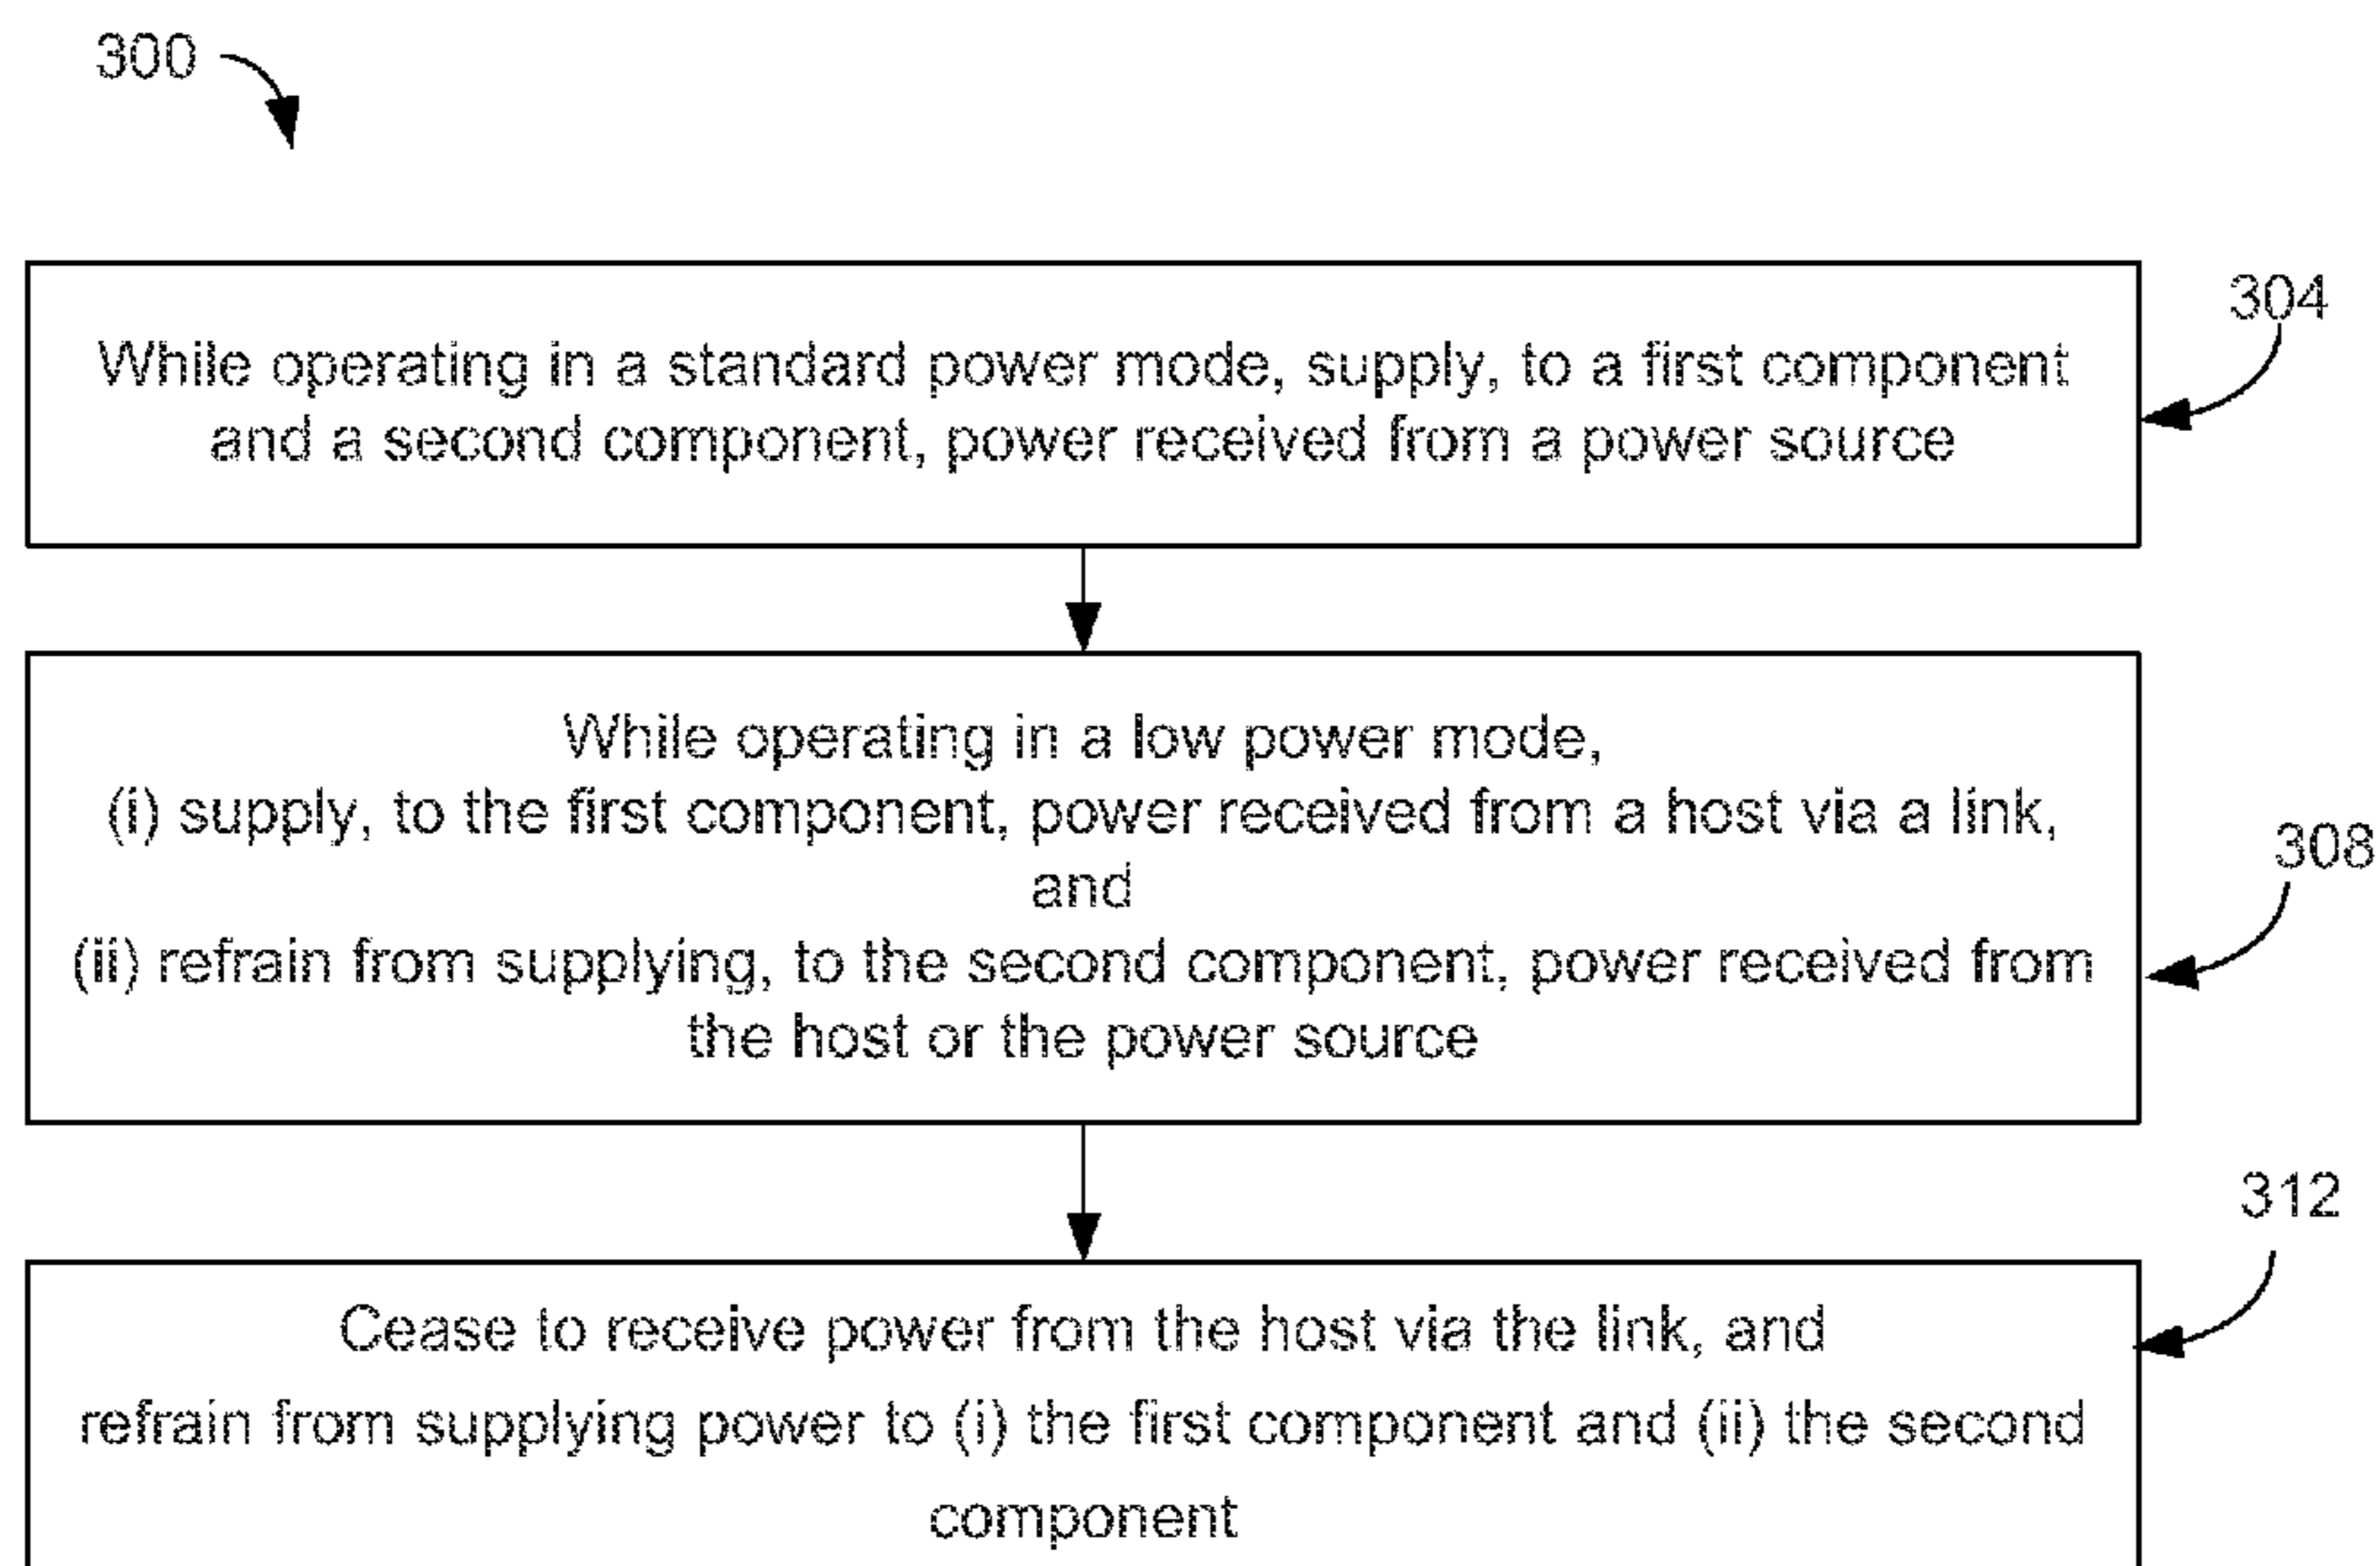 300
304
While operating in a standard power mode, supply, to a first component
and a second component, power received from a power source
While operating in a low power mode,
(i) supply, to the first component, power received from a host via a link,
308
and
(ii) refrain from supplying, to the second component, power received from
the host or the power source
312
Cease to receive power from the host via the link, and
refrain from supplying power to (i) the first component and (ii) the second
component